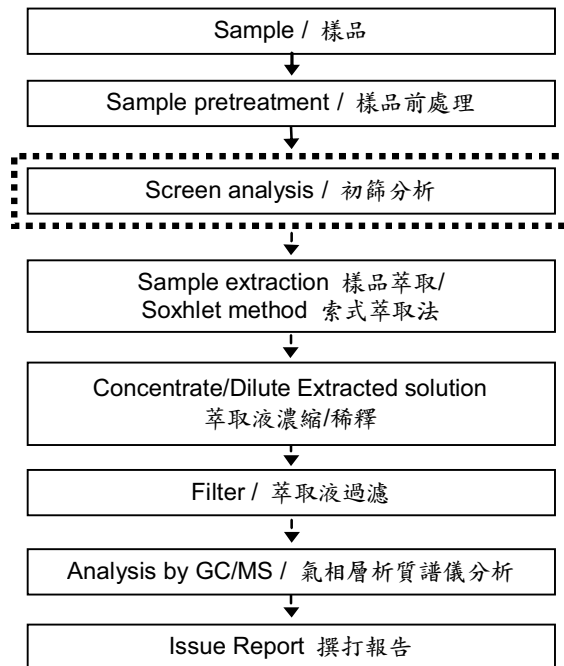 Sample / 樣品
Sample pretreatment / 樣品前處理
Screen analysis / 初篩分析
Sample extraction 樣品萃取/
Soxhlet method 索式萃取法
Concentrate/Dilute Extracted solution
萃取液濃縮/稀釋
Filter / 萃取液過濾
Analysis by GC/MS / 氣相層析質譜儀分析
Issue Report 撰打報告